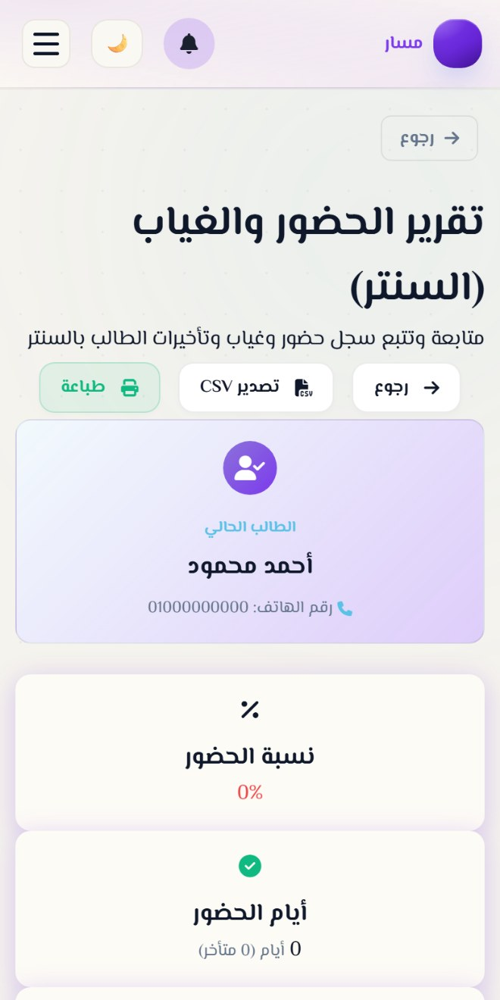 مسار
رجوع
تقرير الحضور والغياب
(السنتر)
متابعة وتتبع سجل حضور وغياب وتأخيرات الطالب بالسنتر
رجوع
تصدير CSV
طباعة
الطالب الحالي
أحمد محمود
رقم الهاتف: 01000000000
نسبة الحضور
0%
أيام الحضور
0 أيام (0 متأخر)